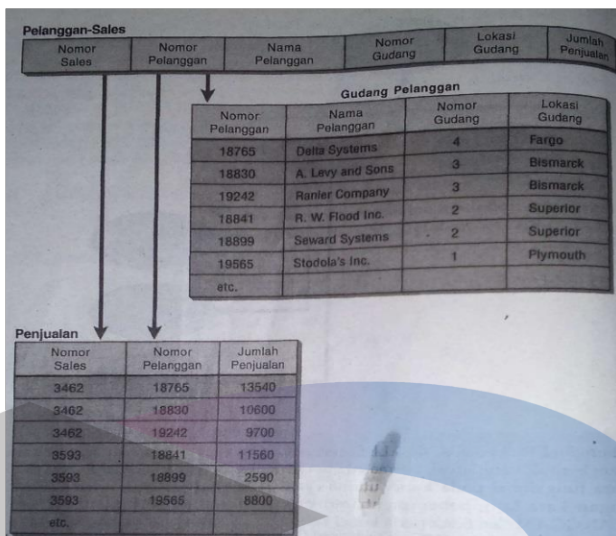 Pelanggan-Sales
Nomor Sales Nomor Pelanggan Nama Pelanggan Nomor Gudang Lokasi Gudang Jumlah Penjualan
Gudang Pelanggan
Nomor Pelanggan Nama Pelanggan Nomor Gudang Lokasi Gudang
18765 Delta Systems 4 Fargo
18830 A. Levy and Sons 3 Bismarck
19242 Ranier Company 3 Bismarck
18841 R. W. Flood Inc. 2 Superior
18899 Seward Systems 2 Superior
19565 Stodola's Inc. 1 Plymouth
etc.
Penjualan
Nomor Sales Nomor Pelanggan Jumlah Penjualan
3462 18765 13540
3462 18830 10600
3462 19242 9700
3593 18841 11560
3593 18899 2590
3593 19565 8800
etc.